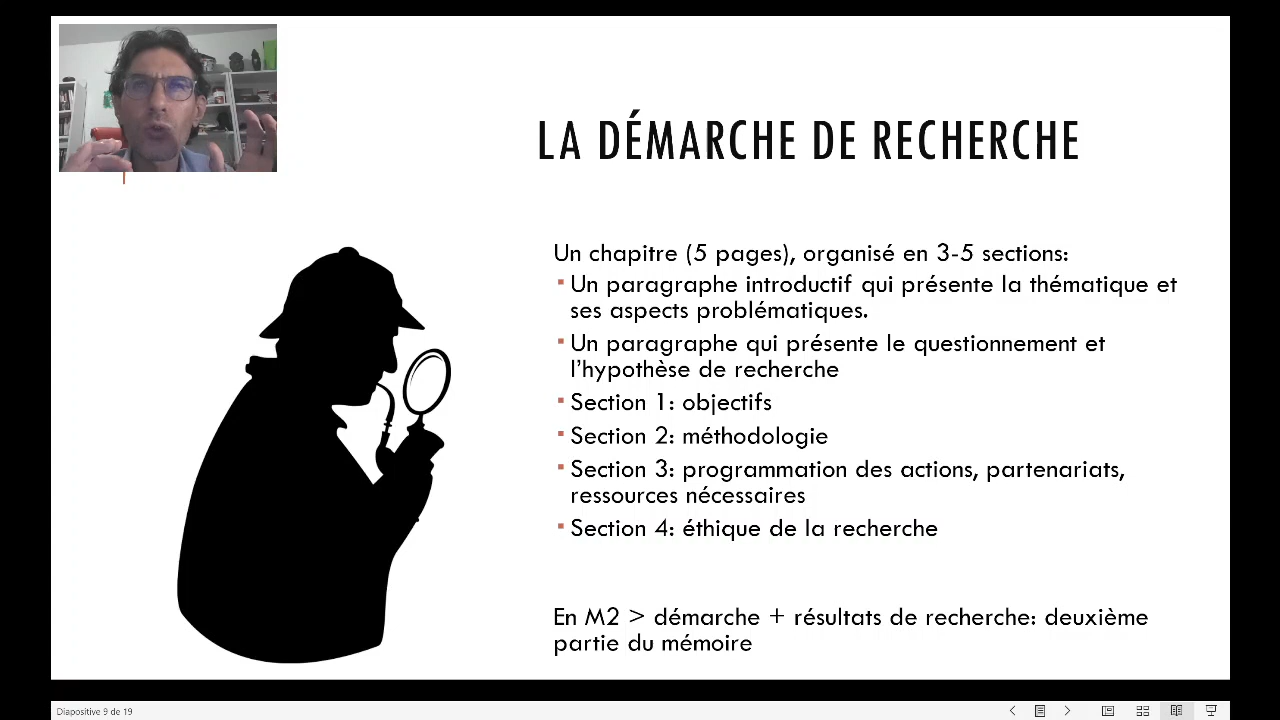 LA DÉMARCHE DE RECHERCHE
Un chapitre (5 pages), organisé en 3-5 sections:
Un paragraphe introductif qui présente la thématique et
ses aspects problématiques.
Un paragraphe qui présente le questionnement et
l’hypothèse de recherche
Section 1: objectifs
Section 2: méthodologie
Section 3: programmation des actions, partenariats,
ressources nécessaires
Section 4: éthique de la recherche
En M2 > démarche + résultats de recherche: deuxième
partie du mémoire
Diapositive 9 de 19